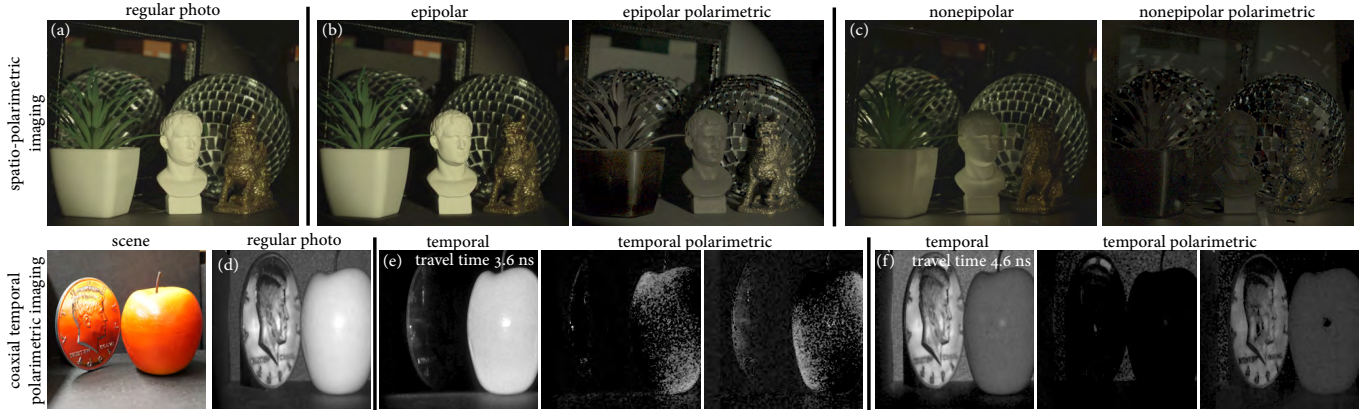 regular photo
epipolar
epipolar polarimetric
nonepipolar
nonepipolar polarimetric
spatio-polarimetric
imaging
(a)
(b)
(c)
scene
regular photo
temporal
temporal polarimetric
temporal
temporal polarimetric
coaxial temporal
polarimetric imaging
(d)
(e)
travel time 3.6 ns
(f)
travel time 4.6 ns